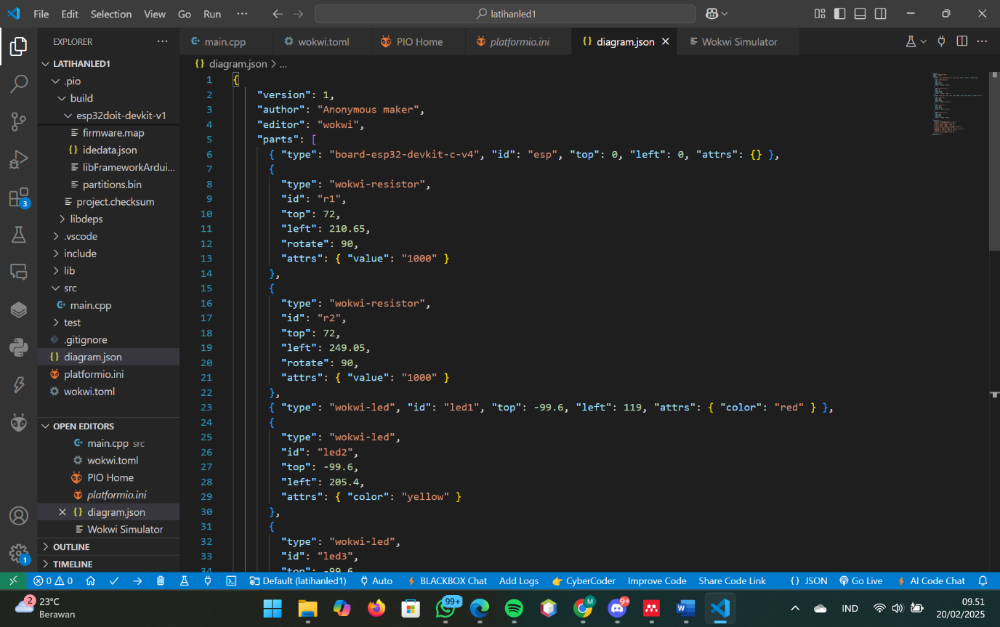 File Edit Selection View Go Run ··· latihanled1
EXPLORER ···
LATIHANLED1
.pio
build
esp32doit-devkit-v1
firmware.map
idedata.json
libFrameworkArdui...
partitions.bin
project.checksum
libdeps
.vscode
include
lib
src
main.cpp
test
.gitignore
diagram.json
platformio.ini
wokwi.toml
OPEN EDITORS
main.cpp src
wokwi.toml
PIO Home
platformio.ini
diagram.json
Wokwi Simulator
OUTLINE
TIMELINE
3
1
main.cpp wokwi.toml PIO Home platformio.ini diagram.json Wokwi Simulator ···
{} diagram.json > ...
1 {
2 "version": 1,
3 "author": "Anonymous maker",
4 "editor": "wokwi",
5 "parts": [
6 { "type": "board-esp32-devkit-c-v4", "id": "esp", "top": 0, "left": 0, "attrs": {} },
7 {
8 "type": "wokwi-resistor",
9 "id": "r1",
10 "top": 72,
11 "left": 210.65,
12 "rotate": 90,
13 "attrs": { "value": "1000" }
14 },
15 {
16 "type": "wokwi-resistor",
17 "id": "r2",
18 "top": 72,
19 "left": 249.05,
20 "rotate": 90,
21 "attrs": { "value": "1000" }
22 },
23 { "type": "wokwi-led", "id": "led1", "top": -99.6, "left": 119, "attrs": { "color": "red" } },
24 {
25 "type": "wokwi-led",
26 "id": "led2",
27 "top": -99.6,
28 "left": 205.4,
29 "attrs": { "color": "yellow" }
30 },
31 {
32 "type": "wokwi-led",
33 "id": "led3",
34 "top": -99.6
0 0 Default (latihanled1) Auto BLACKBOX Chat Add Logs CyberCoder Improve Code Share Code Link {} JSON Go Live AI Code Chat
2 23°C
Berawan
99+ M 9+
IND
09.51
20/02/2025